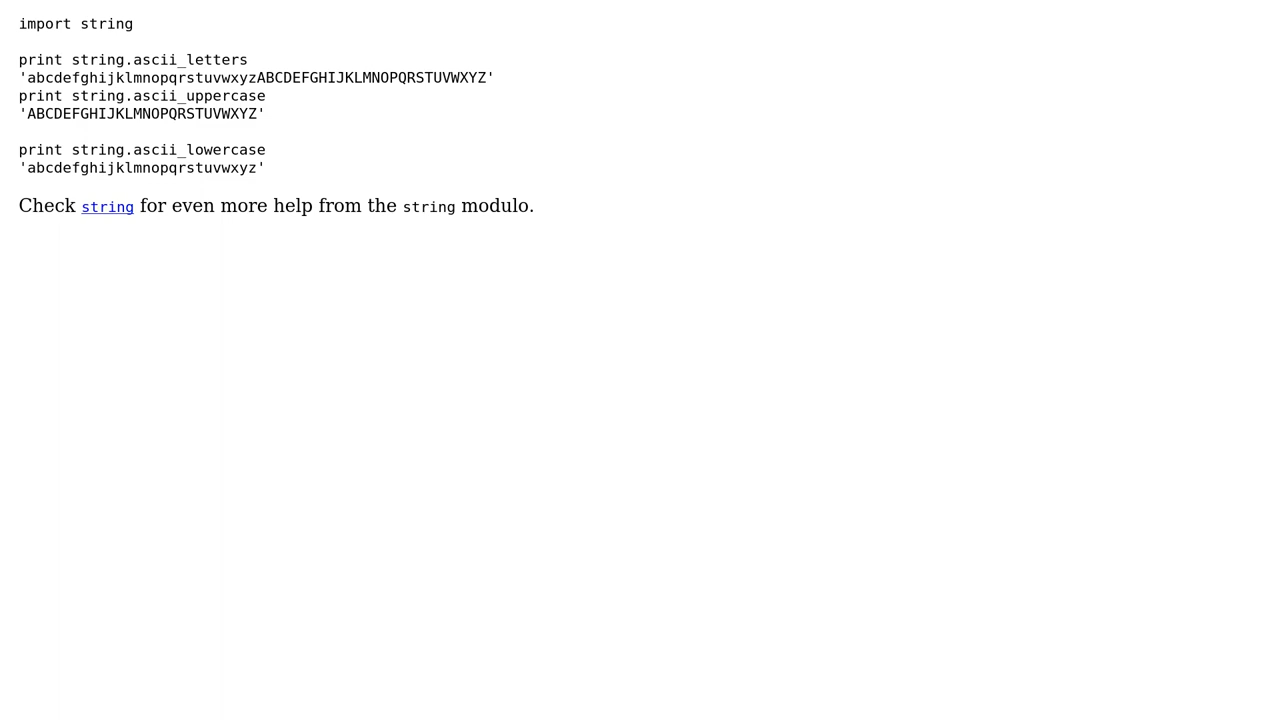 import string
print string.ascii_letters
'abcdefghijklmnopqrstuvwxyzABCDEFGHIJKLMNOPQRSTUVWXYZ'
print string.ascii_uppercase
'ABCDEFGHIJKLMNOPQRSTUVWXYZ'
print string.ascii_lowercase
'abcdefghijklmnopqrstuvwxyz'
Check string for even more help from the string modulo.